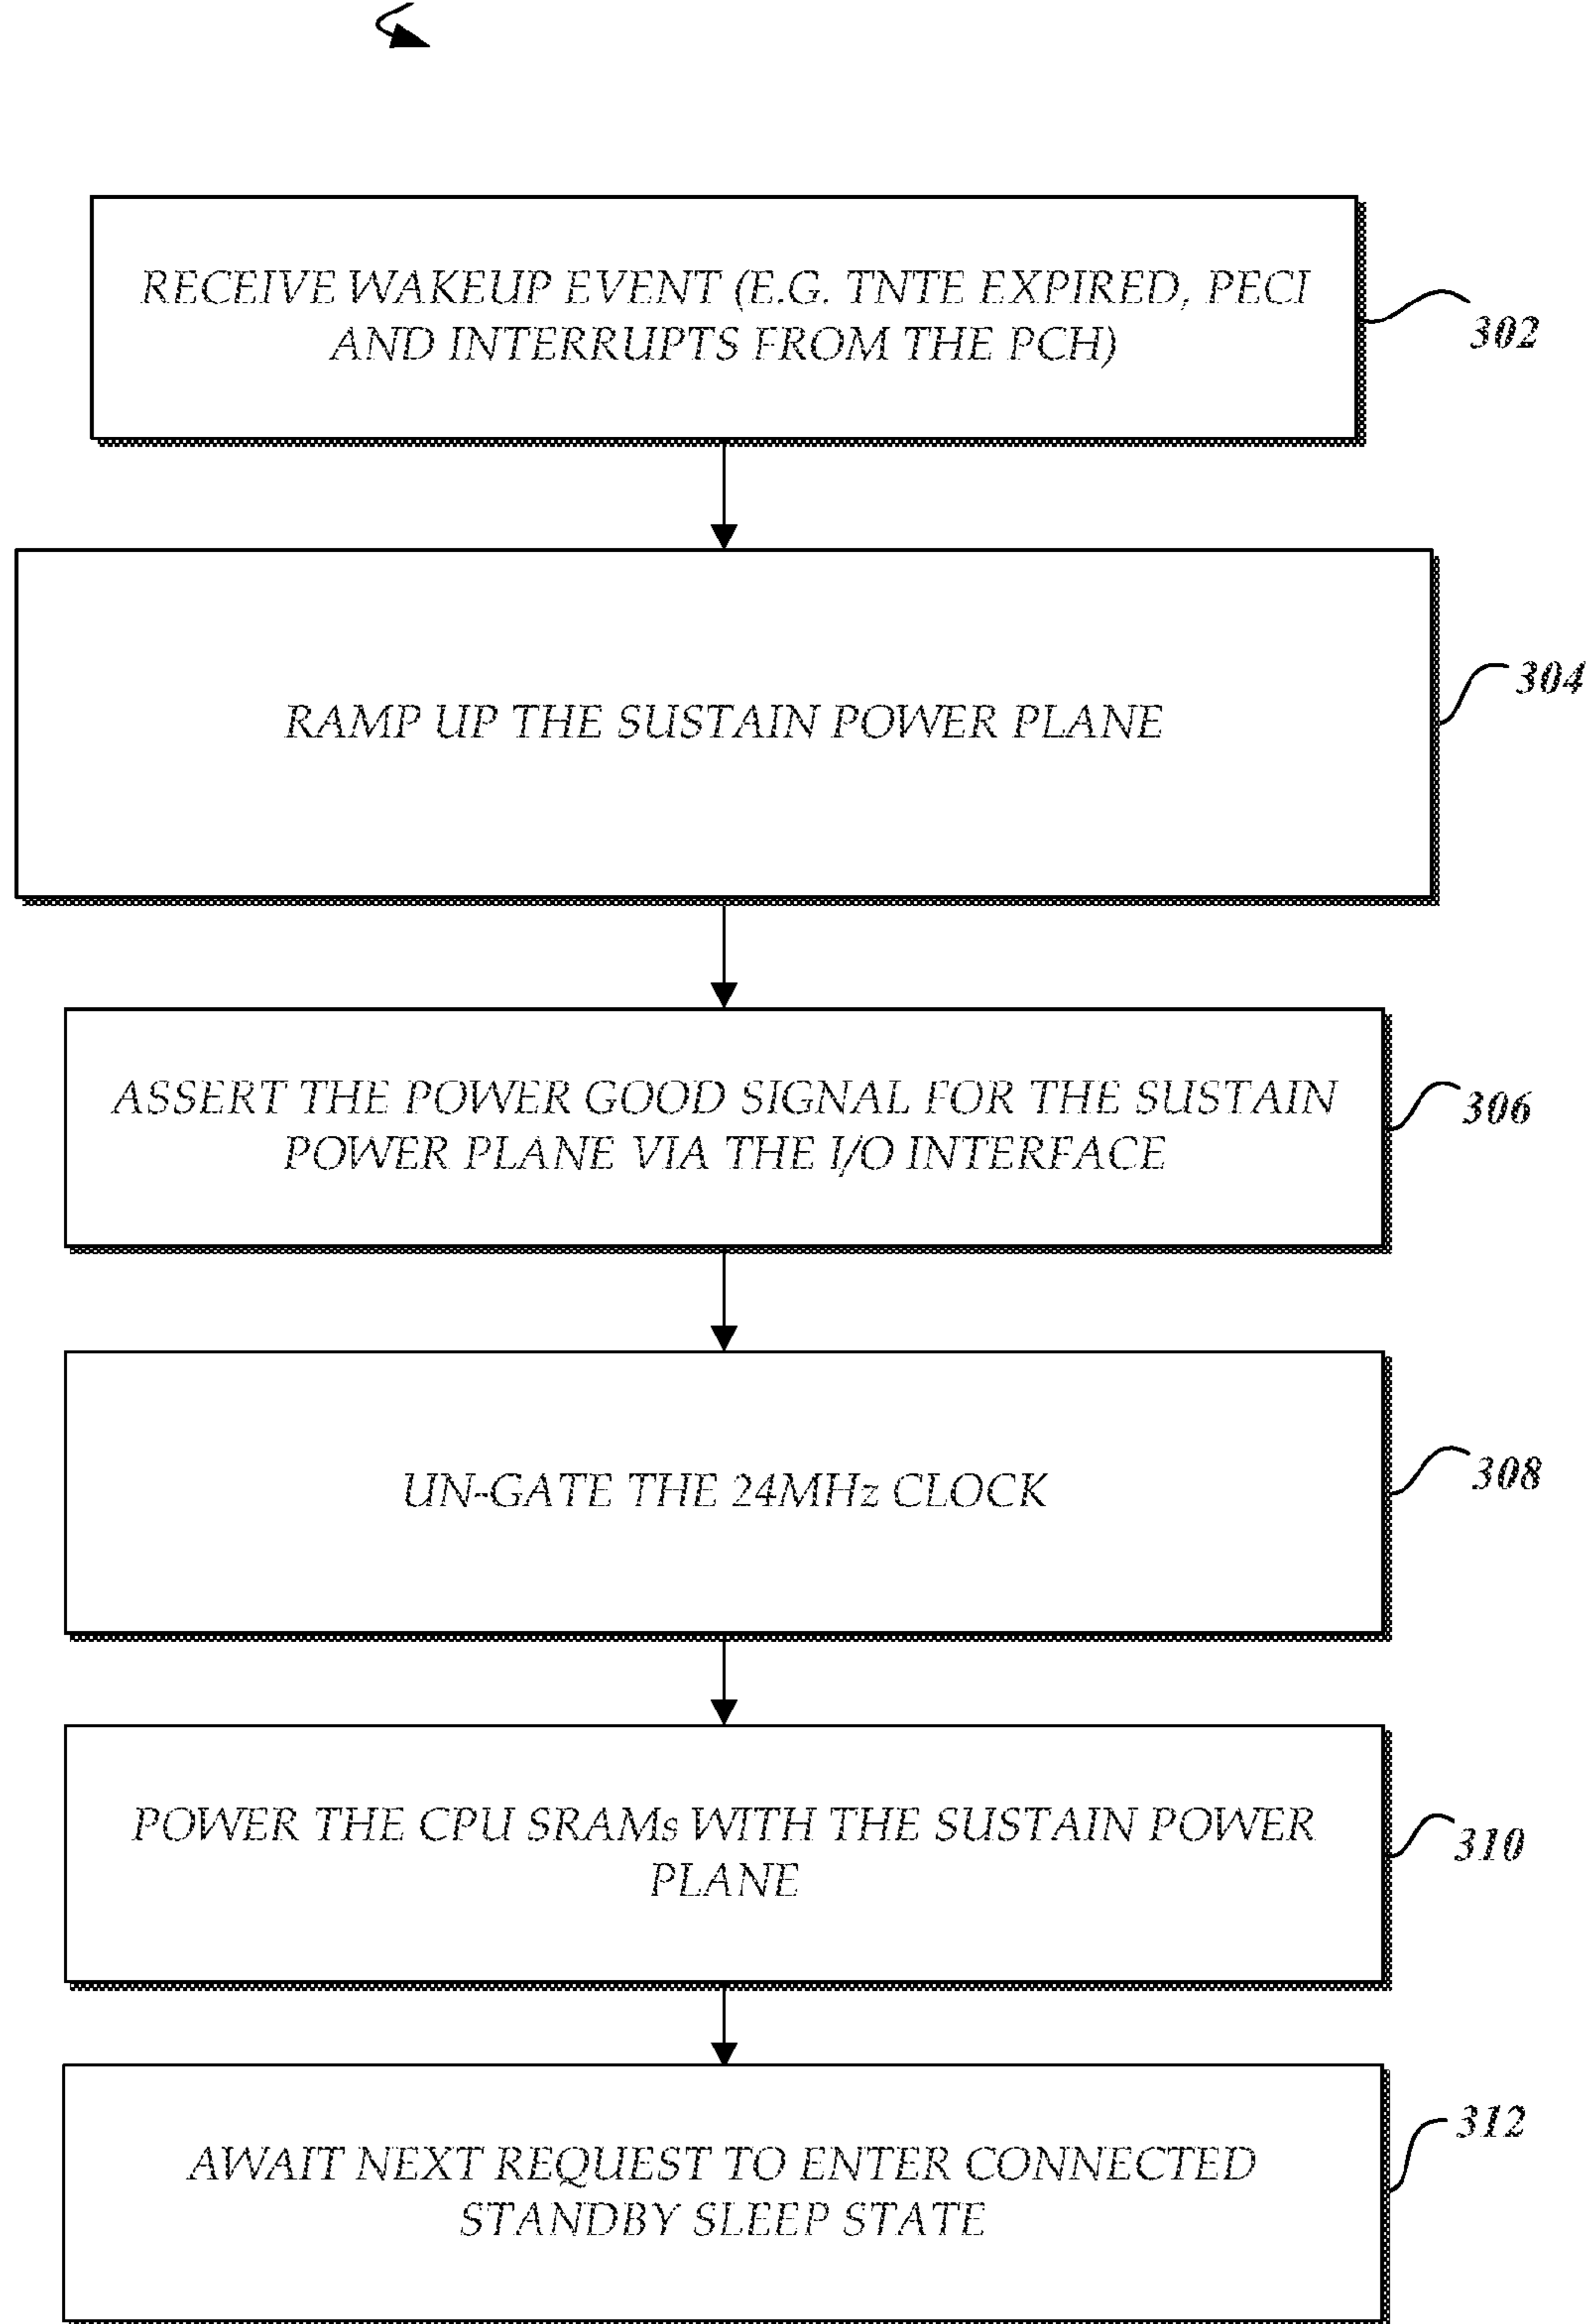 RECEIVE WAKEUP EVENT (E.G. TNTE EXPIRED, PECI
AND INTERRUPTS FROM THE PCH)
302
RAMP UP THE SUSTAIN POWER PLANE
304
ASSERT THE POWER GOOD SIGNAL FOR THE SUSTAIN
POWER PLANE VIA THE I/O INTERFACE
306
UN-GATE THE 24MHz CLOCK
308
POWER THE CPU SRAMs WITH THE SUSTAIN POWER
PLANE
310
AWAIT NEXT REQUEST TO ENTER CONNECTED
STANDBY SLEEP STATE
312